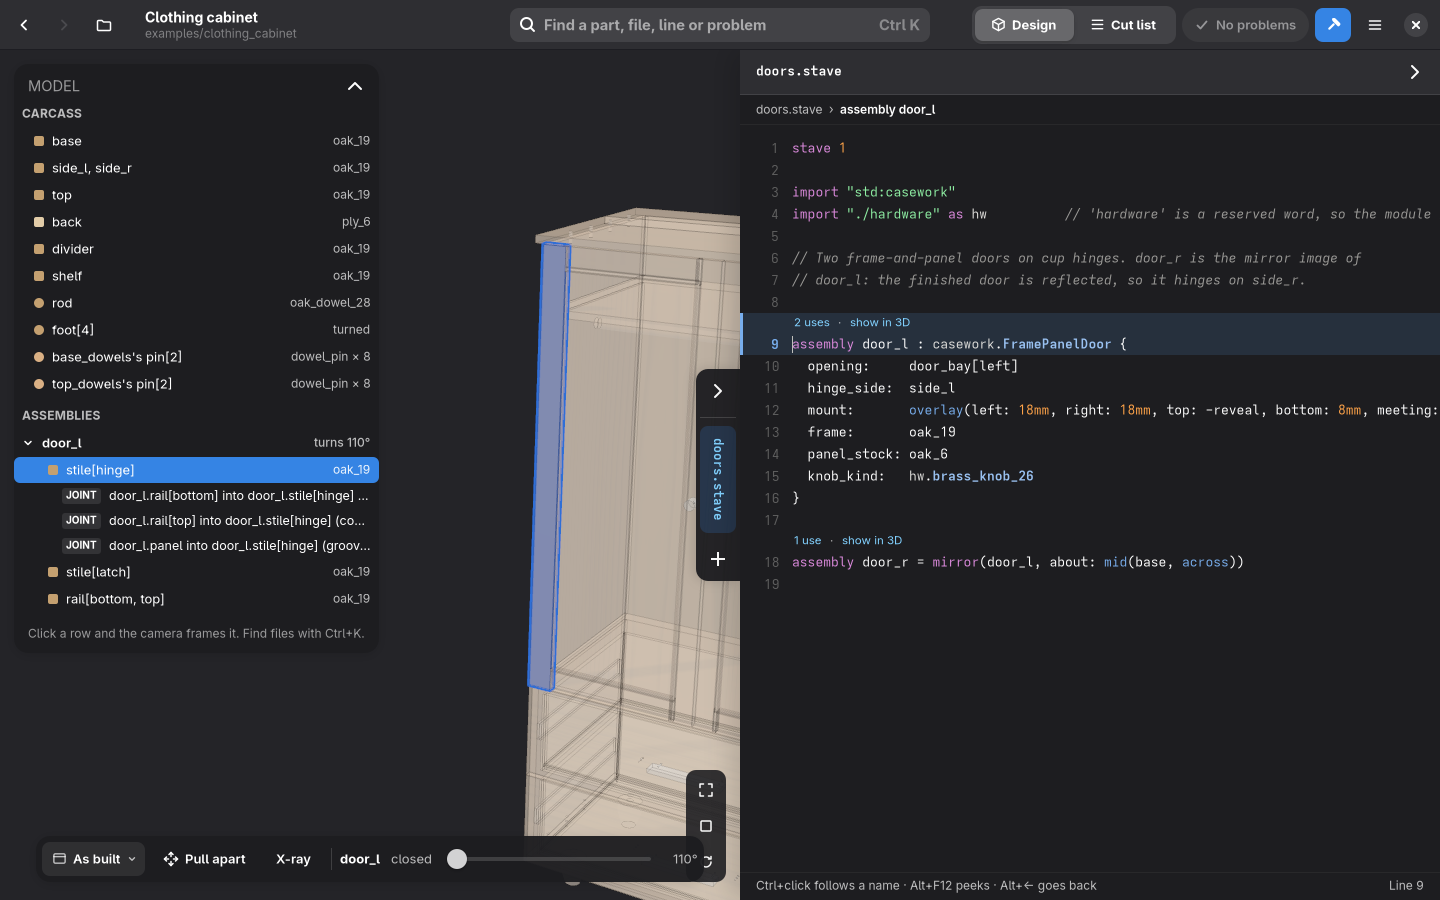 Clothing cabinet
examples/clothing_cabinet
Find a part, file, line or problem Ctrl K
Design
Cut list
No problems
MODEL
CARCASS
base oak_19
side_l, side_r oak_19
top oak_19
back ply_6
divider oak_19
shelf oak_19
rod oak_dowel_28
foot[4] turned
base_dowels's pin[2] dowel_pin × 8
top_dowels's pin[2] dowel_pin × 8
ASSEMBLIES
door_l turns 110°
stile[hinge] oak_19
JOINT door_l.rail[bottom] into door_l.stile[hinge] ...
JOINT door_l.rail[top] into door_l.stile[hinge] (co...
JOINT door_l.panel into door_l.stile[hinge] (groov...
stile[latch] oak_19
rail[bottom, top] oak_19
Click a row and the camera frames it. Find files with Ctrl+K.
As built
Pull apart
X-ray
door_l closed 110°
doors.stave
doors.stave
doors.stave › assembly door_l
1 stave 1
2
3 import "std:casework"
4 import "./hardware" as hw // 'hardware' is a reserved word, so the module
5
6 // Two frame-and-panel doors on cup hinges. door_r is the mirror image of
7 // door_l: the finished door is reflected, so it hinges on side_r.
8
2 uses · show in 3D
9 assembly door_l : casework.FramePanelDoor {
10 opening: door_bay[left]
11 hinge_side: side_l
12 mount: overlay(left: 18mm, right: 18mm, top: -reveal, bottom: 8mm, meeting:
13 frame: oak_19
14 panel_stock: oak_6
15 knob_kind: hw.brass_knob_26
16 }
17
1 use · show in 3D
18 assembly door_r = mirror(door_l, about: mid(base, across))
19
Ctrl+click follows a name · Alt+F12 peeks · Alt+← goes back Line 9